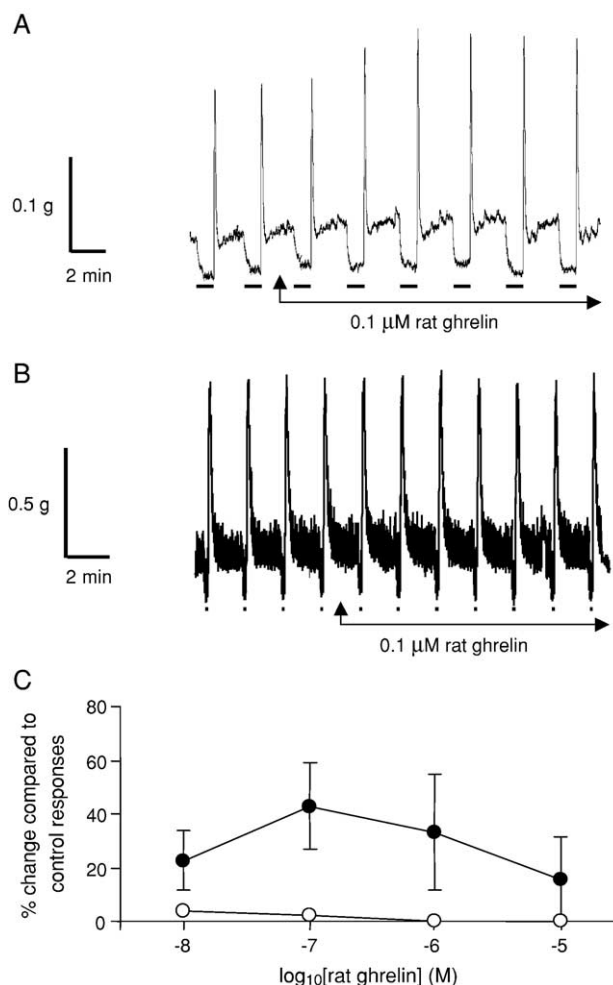 A
0.1 g
2 min
0.1 μM rat ghrelin
B
0.5 g
2 min
0.1 μM rat ghrelin
C
% change compared to
control responses
80
60
40
20
0
-8
-7
-6
-5
log10[rat ghrelin] (M)